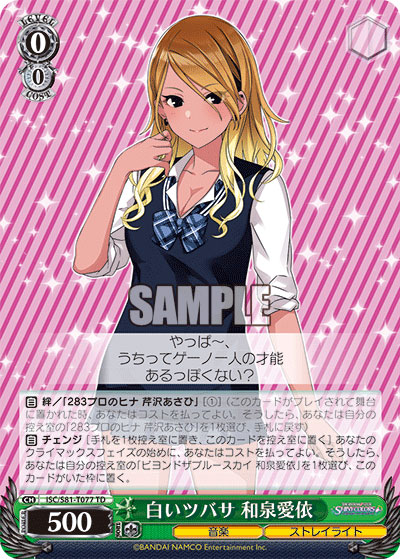 LEVEL
0
0
COST
SAMPLE
やっぱ〜、
うちってゲーノー人の才能
あるっぽくない?
自 絆／「283プロのヒナ 芹沢あさひ」 [①] （このカードがプレイされて舞台
に置かれた時、あなたはコストを払ってよい。そうしたら、あなたは自分の
控え室の「283プロのヒナ 芹沢あさひ」を1枚選び、手札に戻す）
自 チェンジ [手札を1枚控え室に置き、このカードを控え室に置く] あなたの
クライマックスフェイズの始めに、あなたはコストを払ってよい。そうしたら、
あなたは自分の控え室の「ビヨンドザブルースカイ 和泉愛依」を1枚選び、この
カードがいた枠に置く。
CH ISC/S81-T077 TD
500
白いツバサ 和泉愛依
音楽
ストレイライト
SHINY COLORS
©BANDAI NAMCO Entertainment Inc.